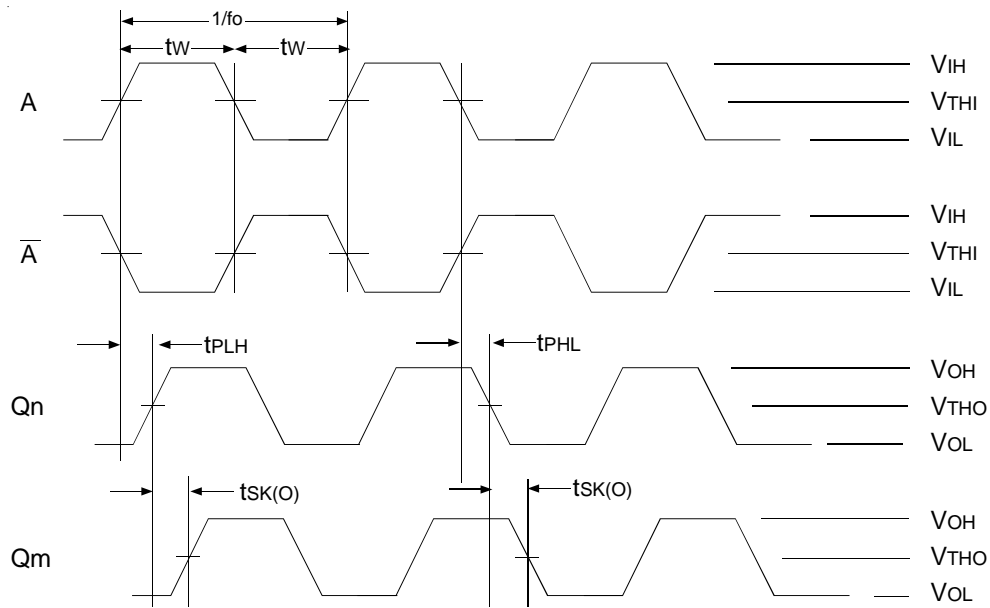 1/fo
tW tW
VIH
A VTHI
VIL
VIH
A VTHI
VIL
tPLH tPHL
VOH
Qn VTHO
VOL
tSK(O) tSK(O)
VOH
Qm VTHO
VOL